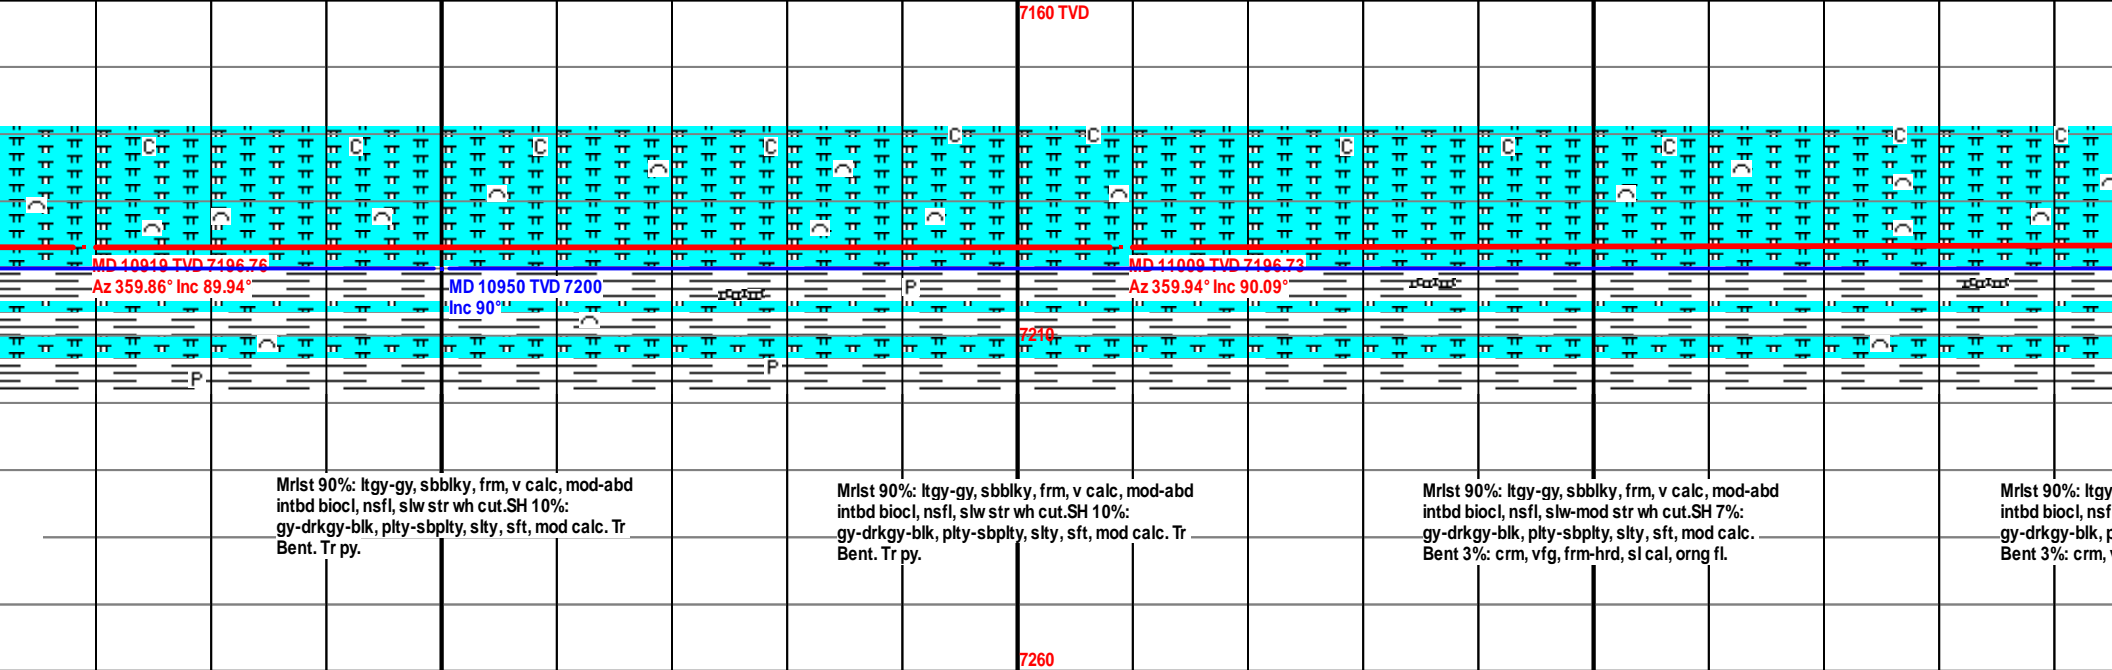 7160 TVD
C C C C C C C C C C C
MD 10919 TVD 7196.76
Az 359.86° Inc 89.94°
MD 10950 TVD 7200
Inc 90°
P
MD 11009 TVD 7196.73
Az 359.94° Inc 90.09°
7210
P
P
Mrlst 90%: ltgy-gy, sbblky, frm, v calc, mod-abd
intbd biocl, nsfl, slw str wh cut.SH 10%:
gy-drkgy-blk, plty-sbplty, slty, sft, mod calc. Tr
Bent. Tr py.
Mrlst 90%: ltgy-gy, sbblky, frm, v calc, mod-abd
intbd biocl, nsfl, slw str wh cut.SH 10%:
gy-drkgy-blk, plty-sbplty, slty, sft, mod calc. Tr
Bent. Tr py.
Mrlst 90%: ltgy-gy, sbblky, frm, v calc, mod-abd
intbd biocl, nsfl, slw-mod str wh cut.SH 7%:
gy-drkgy-blk, plty-sbplty, slty, sft, mod calc.
Bent 3%: crm, vfg, frm-hrd, sl cal, orng fl.
Mrlst 90%: ltgy
intbd biocl, nsf
gy-drkgy-blk, p
Bent 3%: crm,
7260